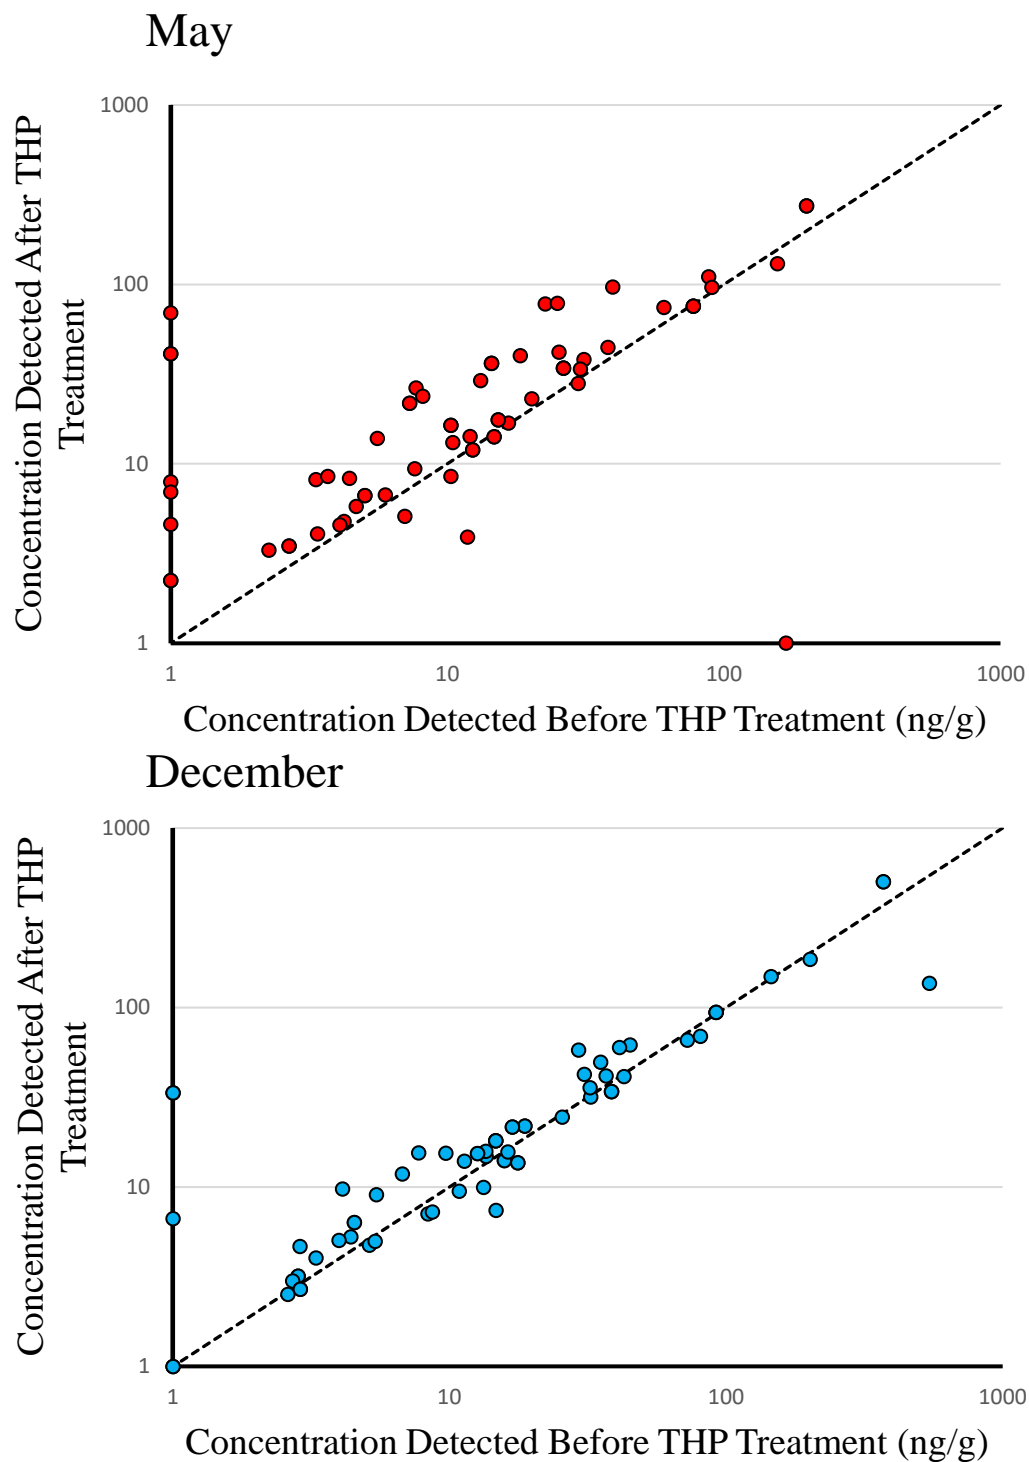 May
Concentration Detected After THP
Treatment
1000
100
10
1
1 10 100 1000
Concentration Detected Before THP Treatment (ng/g)
December
Concentration Detected After THP
Treatment
1000
100
10
1
1 10 100 1000
Concentration Detected Before THP Treatment (ng/g)